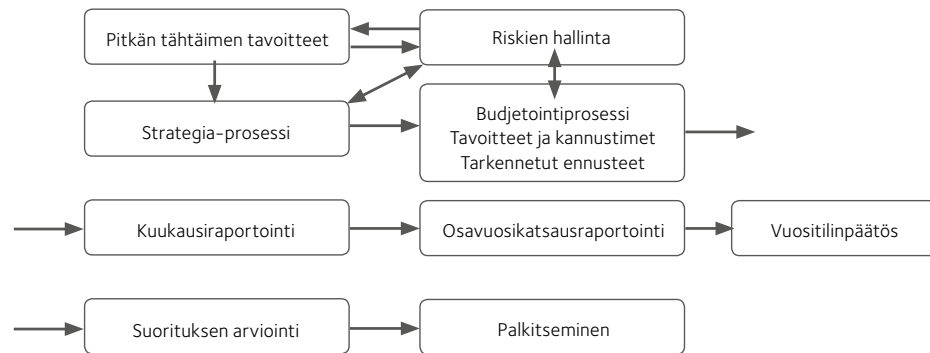 Pitkän tähtäimen tavoitteet
Riskien hallinta
Strategia-prosessi
Budjetointiprosessi
Tavoitteet ja kannustimet
Tarkennetut ennusteet
Kuukausiraportointi
Osavuosikatsausraportointi
Vuositilinpäätös
Suorituksen arviointi
Palkitseminen